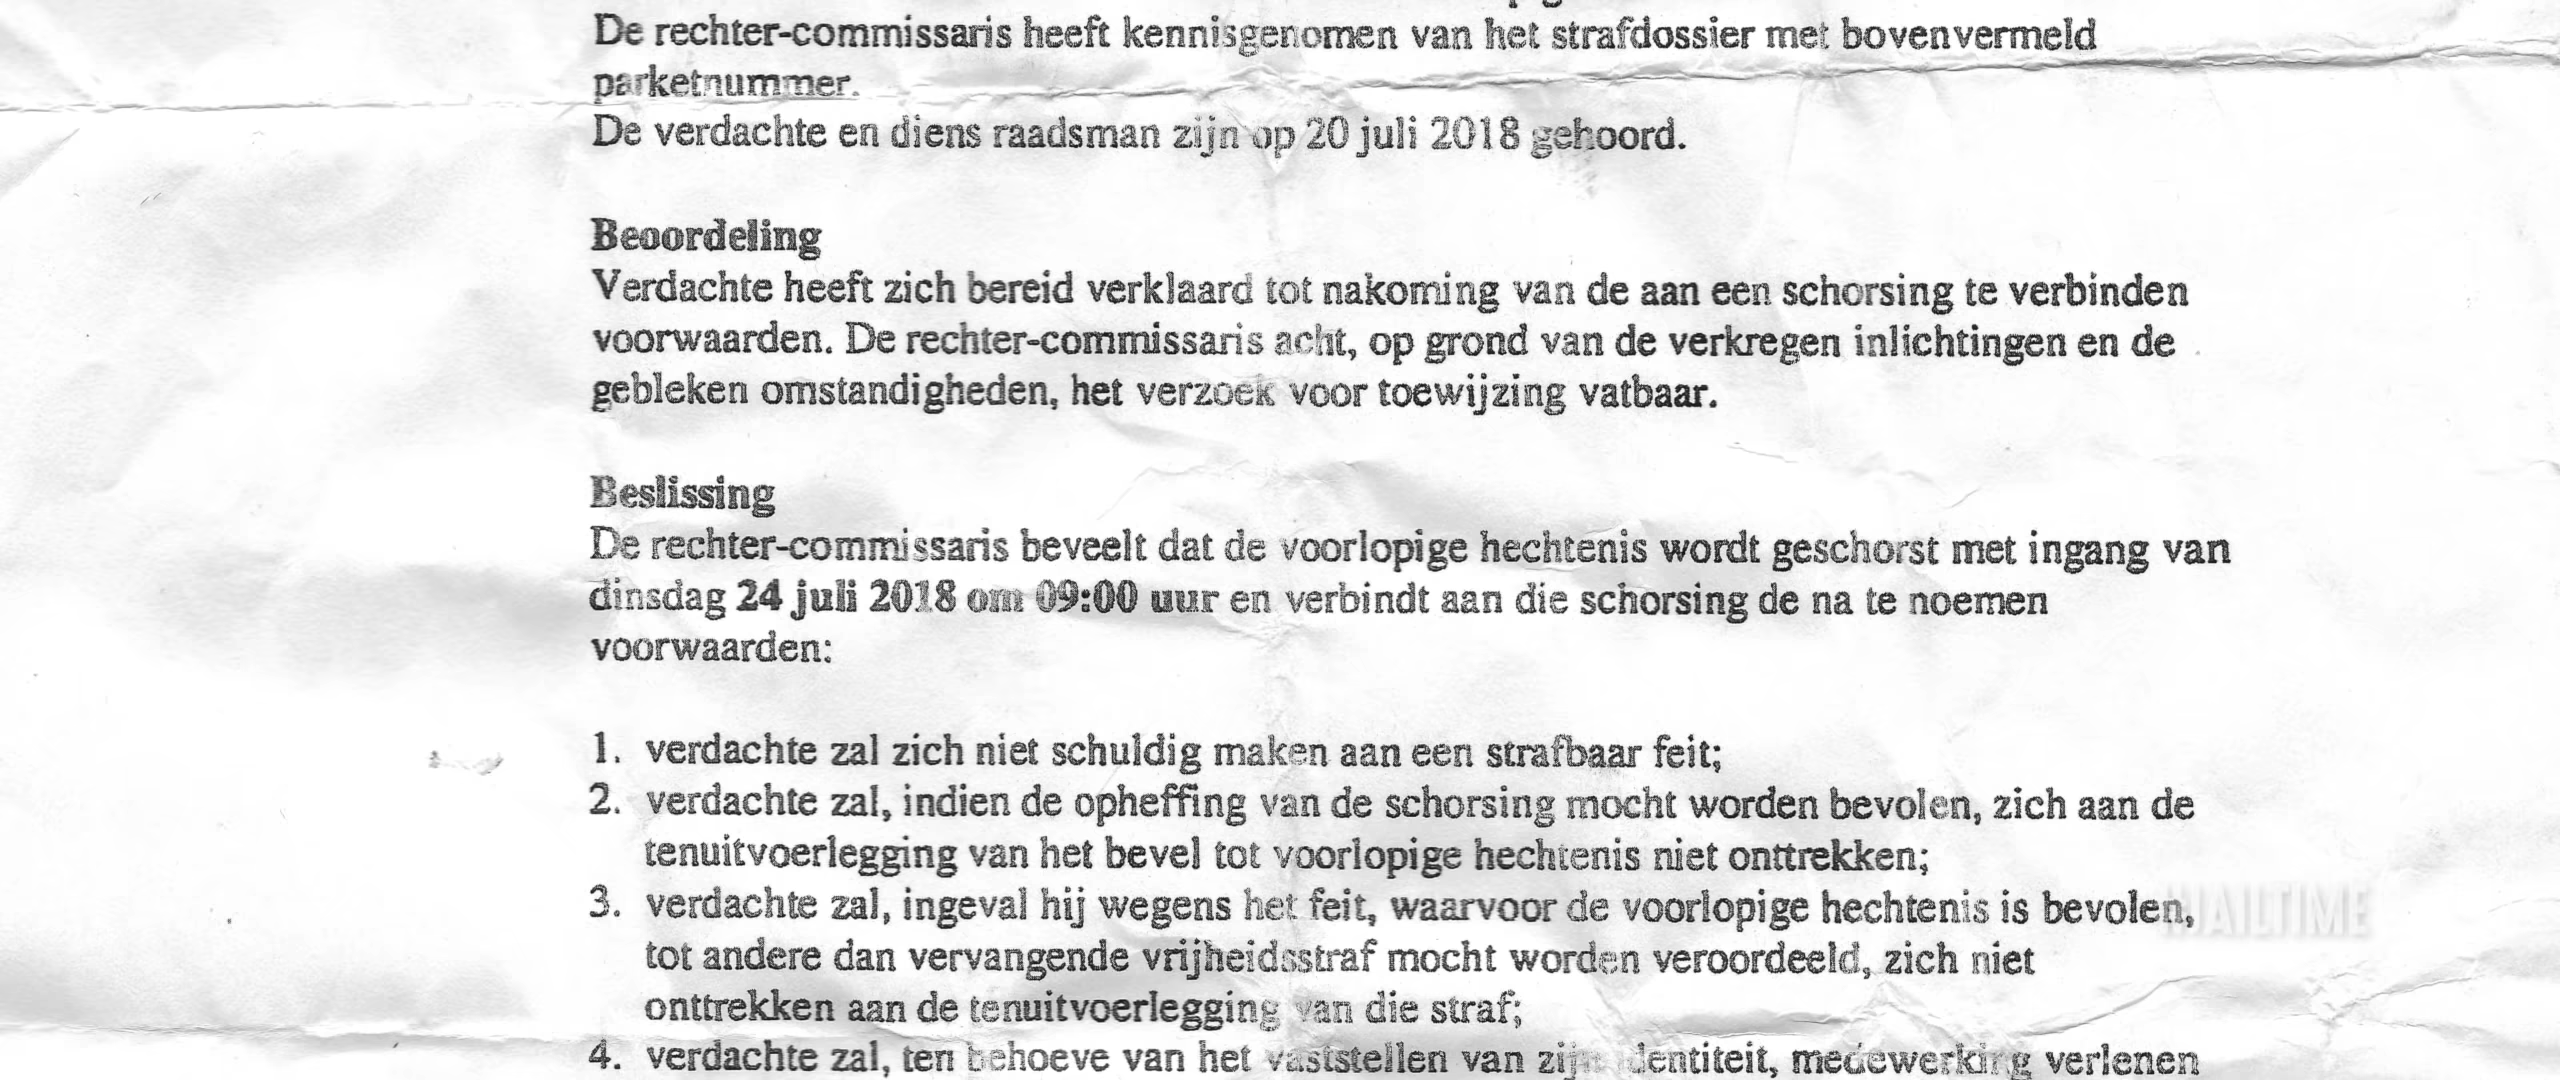 De rechter-commissaris heeft kennisgenomen van het strafdossier met bovenvermeld
parketnummer.
De verdachte en diens raadsman zijn op 20 juli 2018 gehoord.
Beoordeling
Verdachte heeft zich bereid verklaard tot nakoming van de aan een schorsing te verbinden
voorwaarden. De rechter-commissaris acht, op grond van de verkregen inlichtingen en de
gebleken omstandigheden, het verzoek voor toewijzing vatbaar.
Beslissing
De rechter-commissaris beveelt dat de voorlopige hechtenis wordt geschorst met ingang van
dinsdag 24 juli 2018 om 09:00 uur en verbindt aan die schorsing de na te noemen
voorwaarden:
1. verdachte zal zich niet schuldig maken aan een strafbaar feit;
2. verdachte zal, indien de opheffing van de schorsing mocht worden bevolen, zich aan de
tenuitvoerlegging van het bevel tot voorlopige hechtenis niet onttrekken;
3. verdachte zal, ingeval hij wegens het feit, waarvoor de voorlopige hechtenis is bevolen,
tot andere dan vervangende vrijheidsstraf mocht worden veroordeeld, zich niet
onttrekken aan de tenuitvoerlegging van die straf;
4. verdachte zal, ten behoeve van het vaststellen van zijn identiteit, medewerking verlenen
#JAILTIME